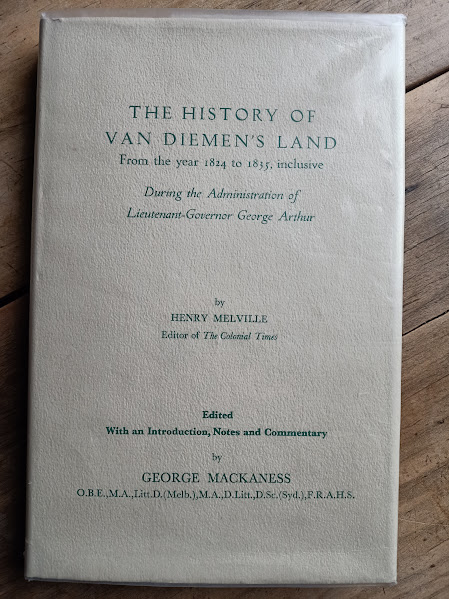 THE HISTORY OF
VAN DIEMEN'S LAND
From the year 1824 to 1835, inclusive
During the Administration of
Lieutenant-Governor George Arthur
by
HENRY MELVILLE
Editor of The Colonial Times
Edited
With an Introduction, Notes and Commentary
by
GEORGE MACKANESS
O.B.E.,M.A.,Litt.D.(Melb.),M.A.,D.Litt.,D.Sc.(Syd.),F.R.A.H.S.